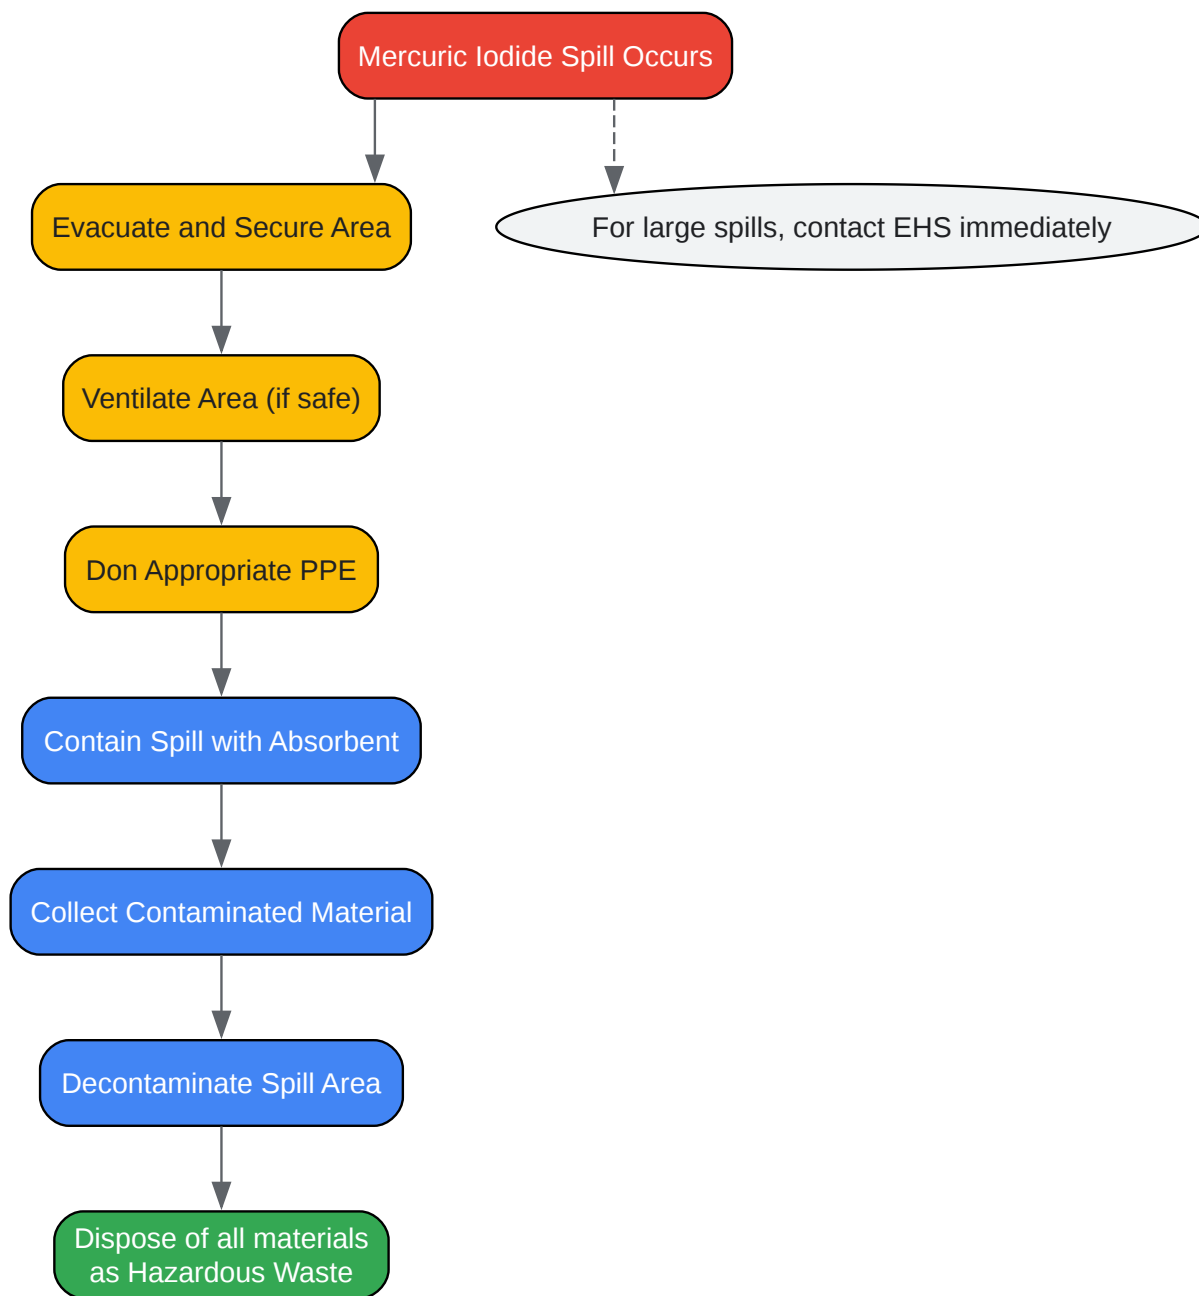 Mercuric Iodide Spill Occurs
Evacuate and Secure Area
For large spills, contact EHS immediately
Ventilate Area (if safe)
Don Appropriate PPE
Contain Spill with Absorbent
Collect Contaminated Material
Decontaminate Spill Area
Dispose of all materials
as Hazardous Waste